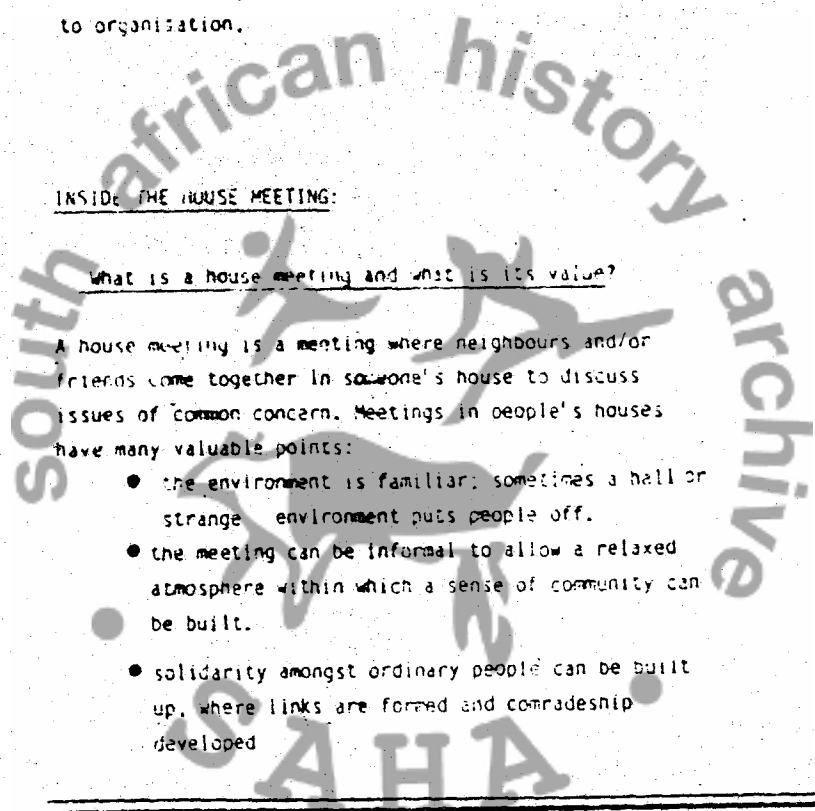 to organisation.
INSIDE THE HOUSE MEETING:
What is a house meeting and what is its value?
A house meeting is a meeting where neighbours and/or
friends come together in someone's house to discuss
issues of common concern. Meetings in people's houses
have many valuable points:
● the environment is familiar; sometimes a hall or
strange environment puts people off.
● the meeting can be informal to allow a relaxed
atmosphere within which a sense of community can
be built.
● solidarity amongst ordinary people can be built
up, where links are formed and comradeship
developed
south african history archive
• SAHA •